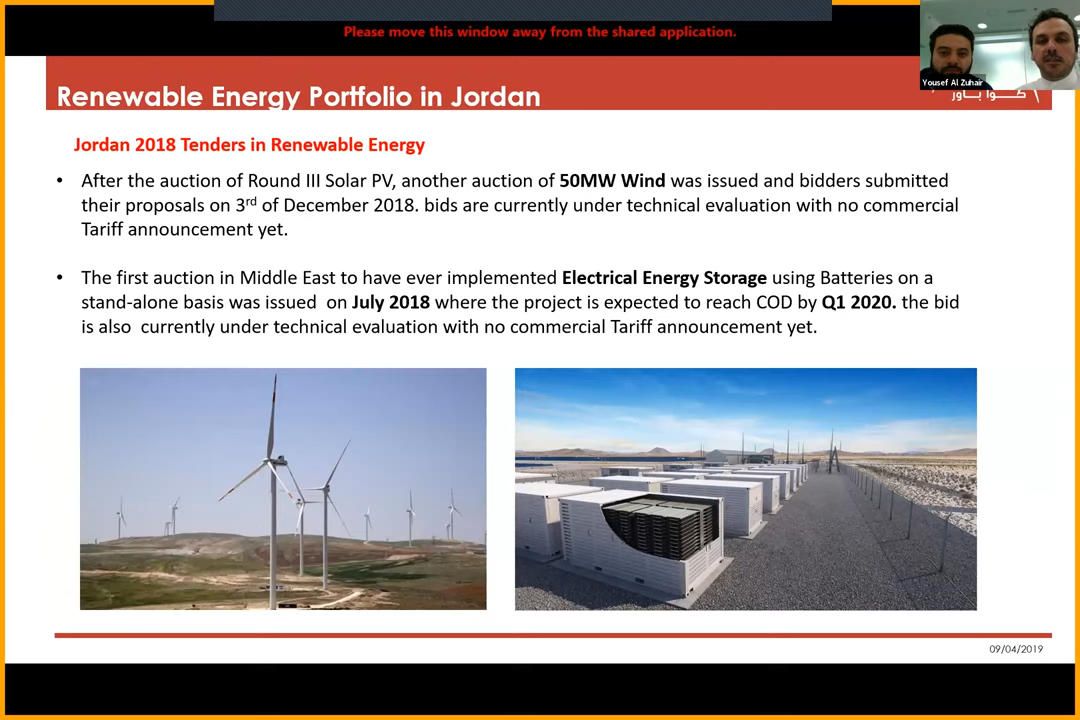 Please move this window away from the shared application.
Yousef Al Zuhair
Renewable Energy Portfolio in Jordan
Jordan 2018 Tenders in Renewable Energy
• After the auction of Round III Solar PV, another auction of 50MW Wind was issued and bidders submitted
their proposals on 3rd of December 2018. bids are currently under technical evaluation with no commercial
Tariff announcement yet.
• The first auction in Middle East to have ever implemented Electrical Energy Storage using Batteries on a
stand-alone basis was issued on July 2018 where the project is expected to reach COD by Q1 2020. the bid
is also currently under technical evaluation with no commercial Tariff announcement yet.
09/04/2019